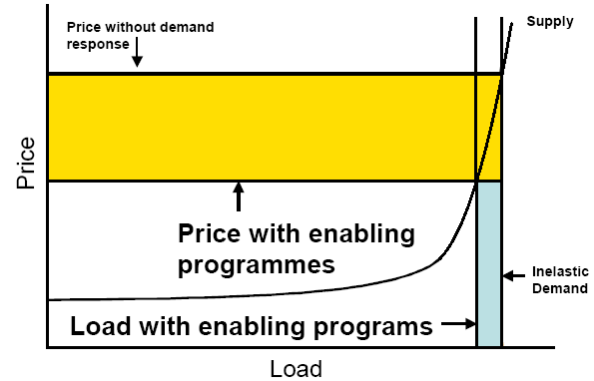 Price without demand
response
Supply
Price
Price with enabling
programmes
Inelastic
Demand
Load with enabling programs
Load